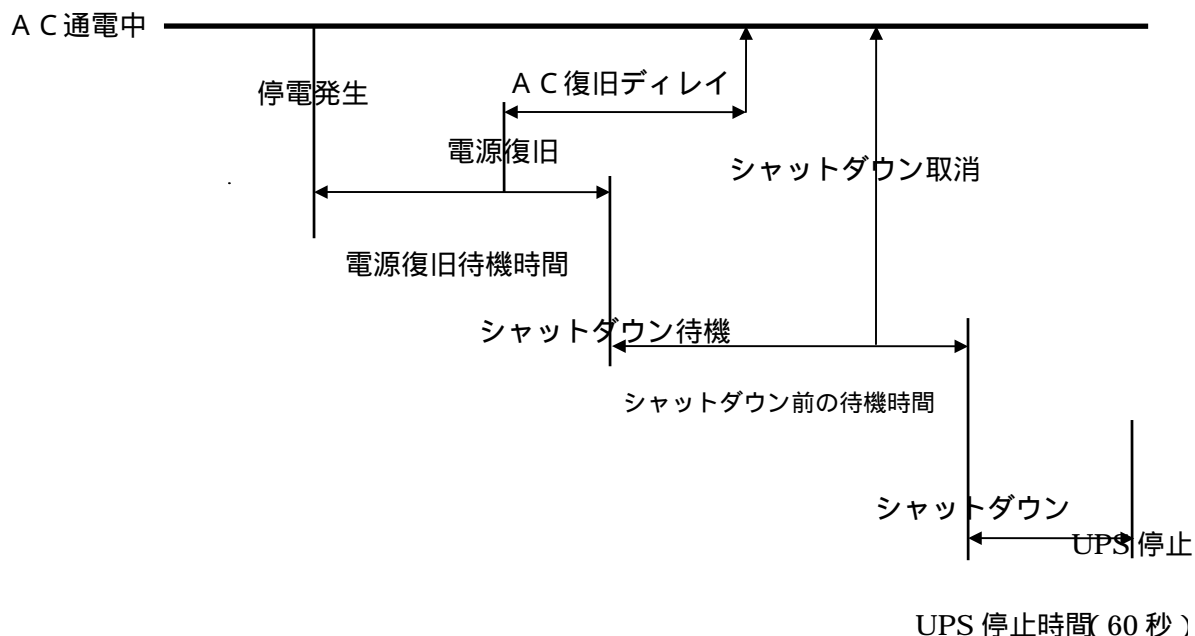 ＡＣ通電中
ＡＣ復旧ディレイ
停電発生
電源復旧
シャットダウン取消
電源復旧待機時間
シャットダウン待機
シャットダウン前の待機時間
シャットダウン
UPS 停止
UPS 停止時間( 60 秒 )